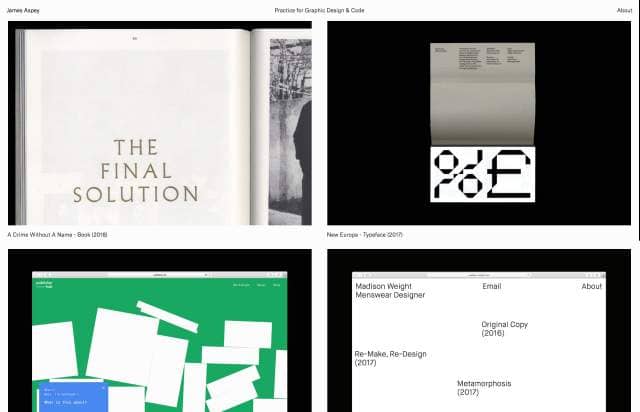 James Aspey
Practice for Graphic Design & Code
About
THE
FINAL
SOLUTION
A Crime Without A Name - Book (2018)
New Europe - Typeface (2017)
Madison Weight
Menswear Designer
Email
About
Original Copy
(2016)
Re-Make, Re-Design
(2017)
Metamorphosis
(2017)
What is this about?